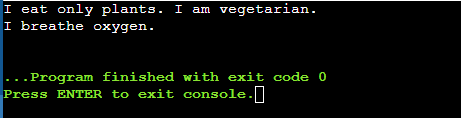 I eat only plants. I am vegetarian.
I breathe oxygen.
...Program finished with exit code 0
Press ENTER to exit console.